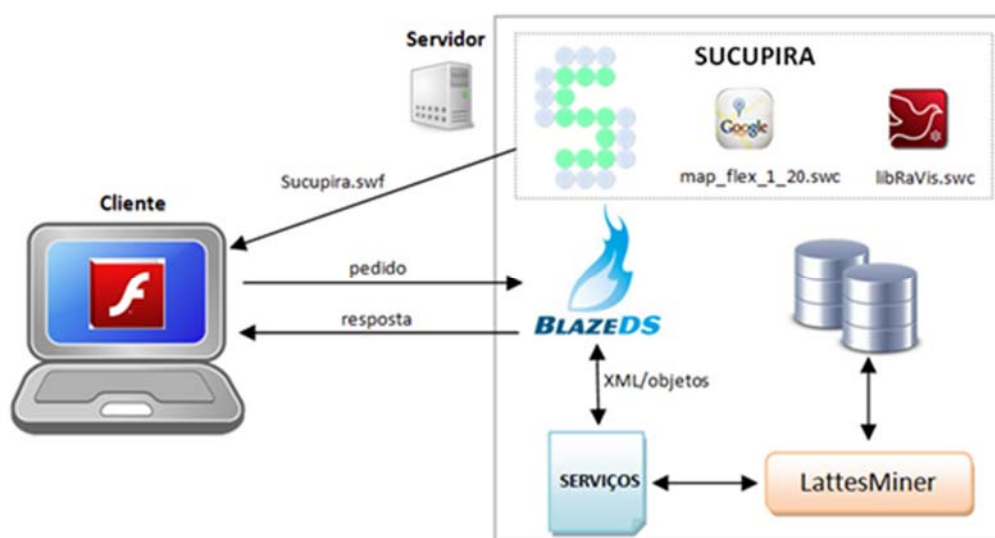 Servidor
SUCUPIRA
Google
map_flex_1_20.swc
libRaVis.swc
Sucupira.swf
Cliente
pedido
resposta
BLAZEDS
XML/objetos
SERVIÇOS
LattesMiner